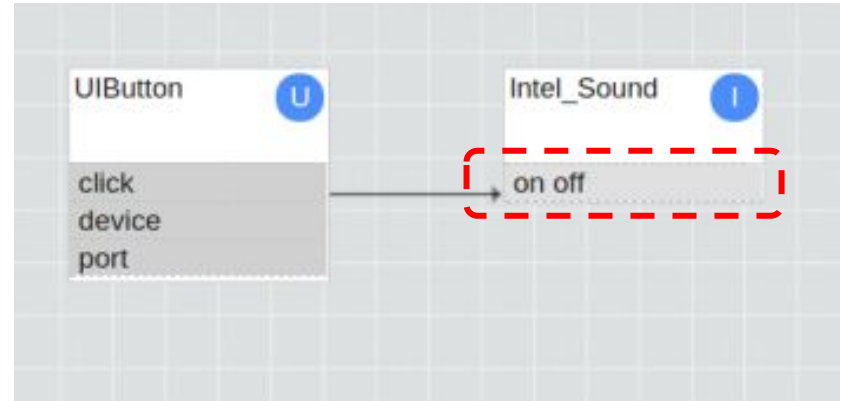 UIButton
U
click
device
port
Intel_Sound
I
on off